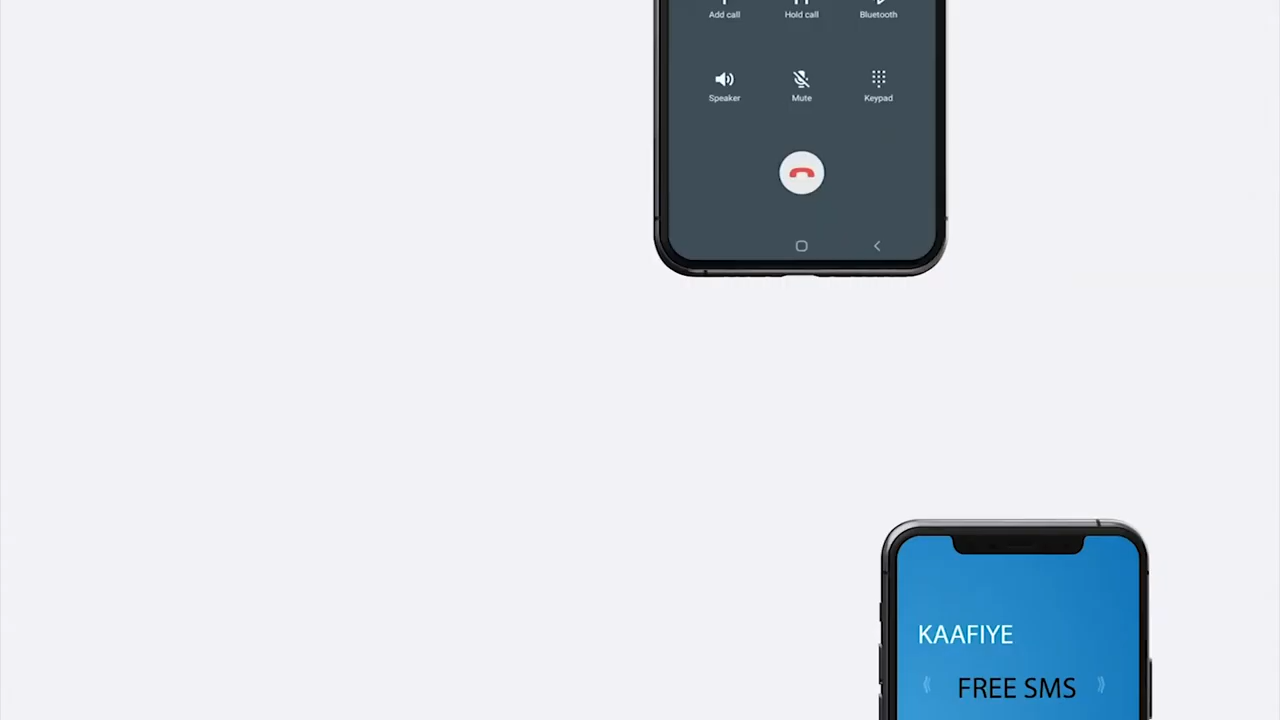 Add call Hold call Bluetooth
Speaker Mute Keypad
KAAFIYE
FREE SMS